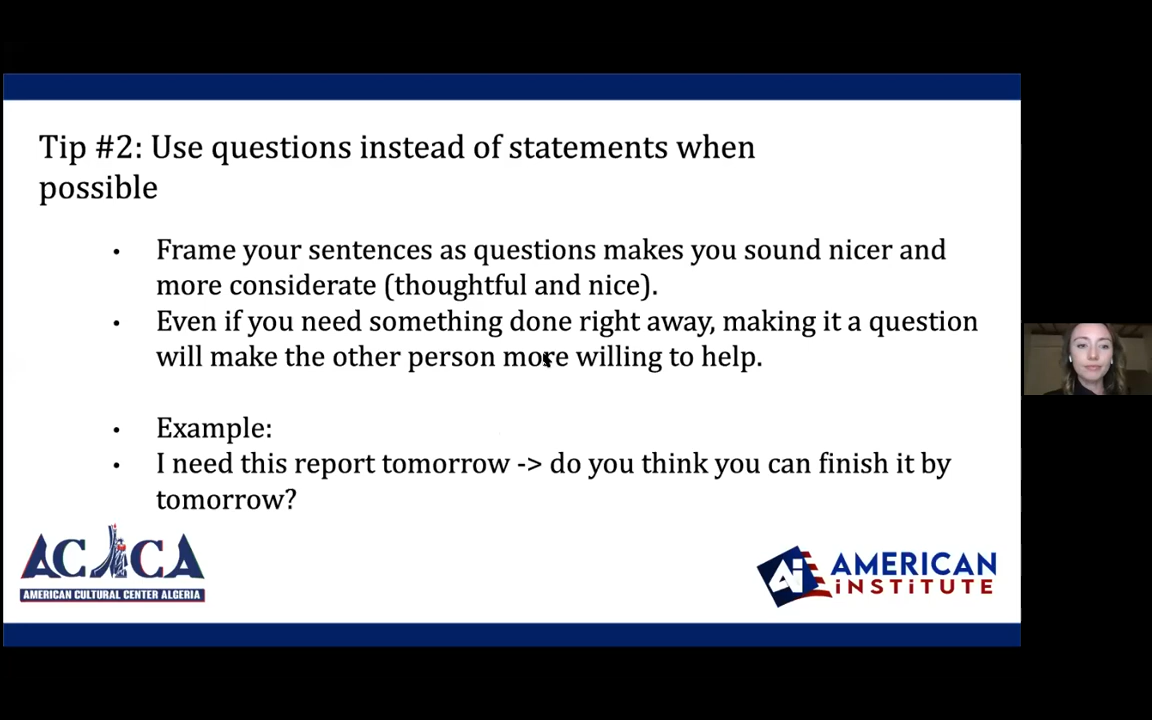 Tip #2: Use questions instead of statements when
possible
• Frame your sentences as questions makes you sound nicer and
more considerate (thoughtful and nice).
• Even if you need something done right away, making it a question
will make the other person more willing to help.
• Example:
• I need this report tomorrow -> do you think you can finish it by
tomorrow?
ACCA
AMERICAN CULTURAL CENTER ALGERIA
Ai AMERICAN
iNSTiTUTE